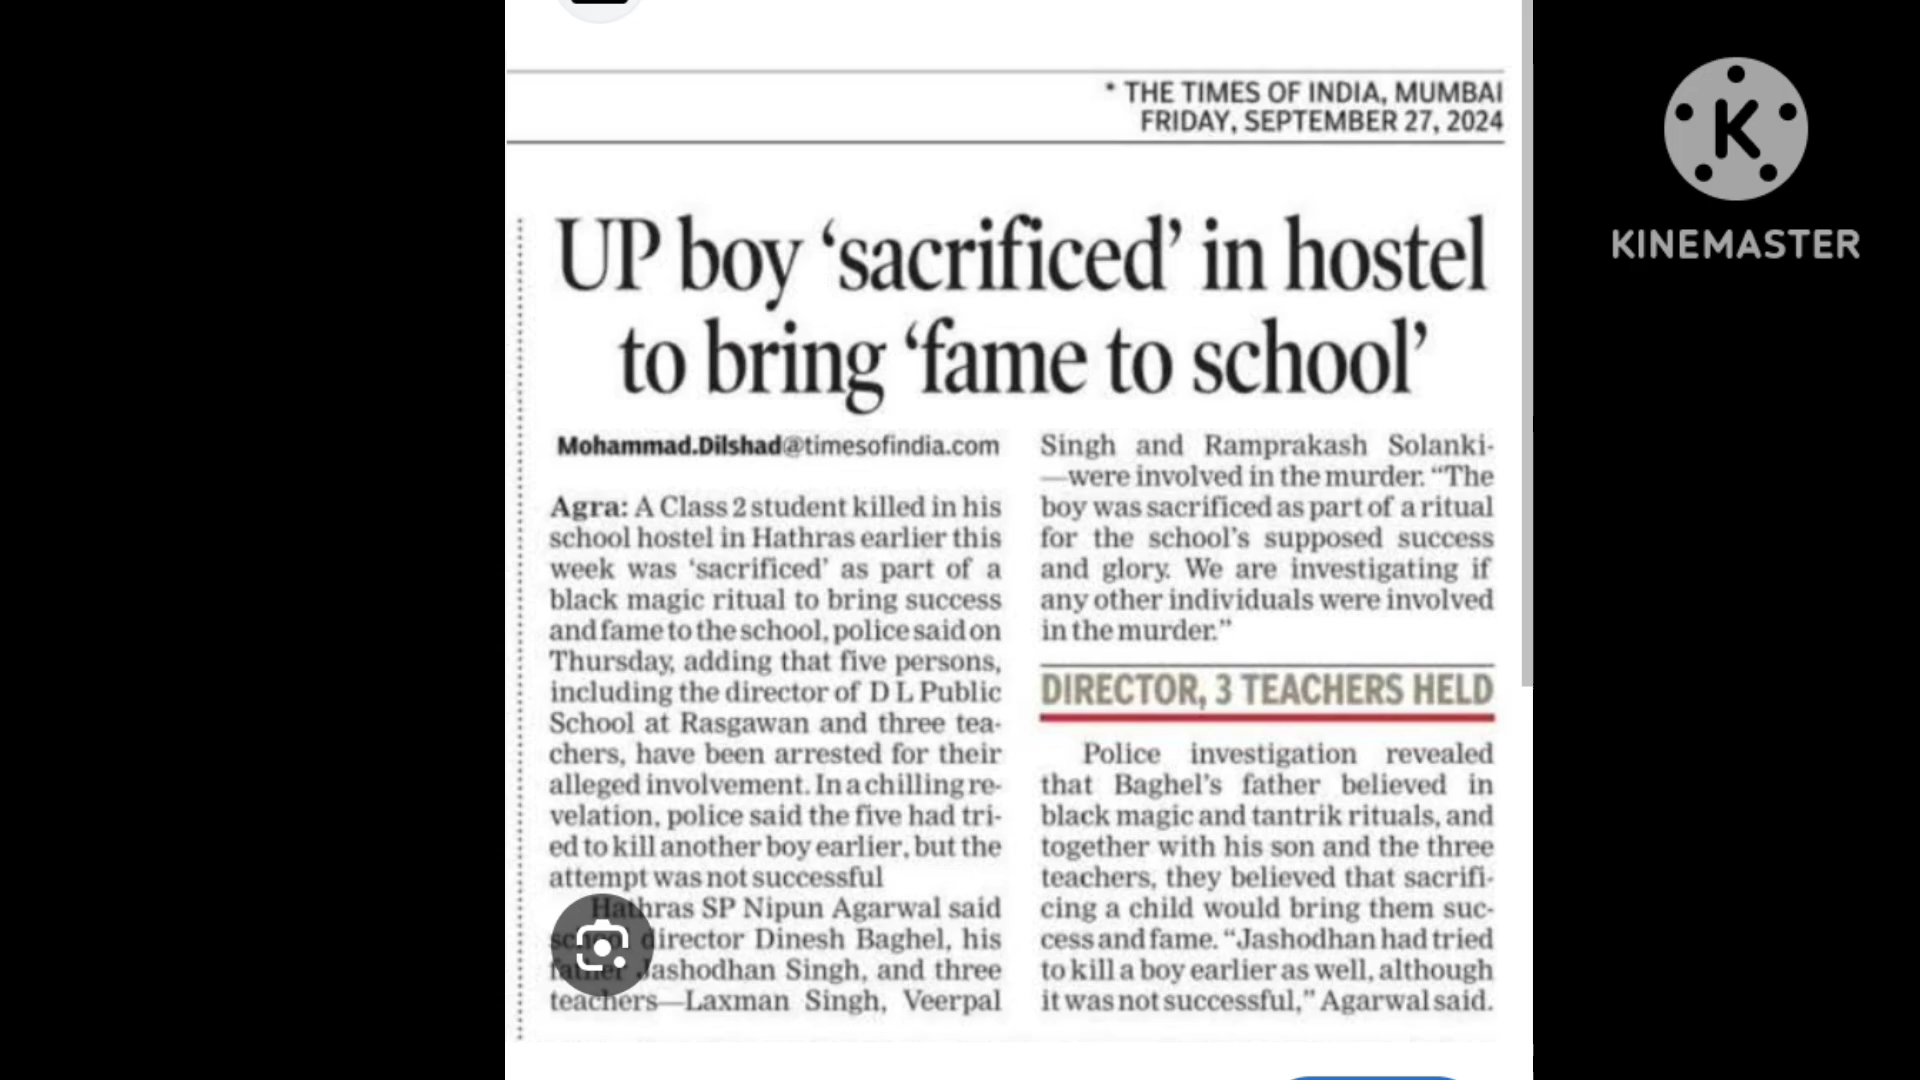 * THE TIMES OF INDIA, MUMBAI
FRIDAY, SEPTEMBER 27, 2024
K
KINEMASTER
UP boy ‘sacrificed’ in hostel
to bring ‘fame to school’
Mohammad.Dilshad@timesofindia.com
Agra: A Class 2 student killed in his
school hostel in Hathras earlier this
week was ‘sacrificed’ as part of a
black magic ritual to bring success
and fame to the school, police said on
Thursday, adding that five persons,
including the director of D L Public
School at Rasgawan and three tea-
chers, have been arrested for their
alleged involvement. In a chilling re-
velation, police said the five had tri-
ed to kill another boy earlier, but the
attempt was not successful
Hathras SP Nipun Agarwal said
school director Dinesh Baghel, his
father Jashodhan Singh, and three
teachers—Laxman Singh, Veerpal
Singh and Ramprakash Solanki-
—were involved in the murder. “The
boy was sacrificed as part of a ritual
for the school’s supposed success
and glory. We are investigating if
any other individuals were involved
in the murder.”
DIRECTOR, 3 TEACHERS HELD
Police investigation revealed
that Baghel’s father believed in
black magic and tantrik rituals, and
together with his son and the three
teachers, they believed that sacrifi-
cing a child would bring them suc-
cess and fame. “Jashodhan had tried
to kill a boy earlier as well, although
it was not successful,” Agarwal said.